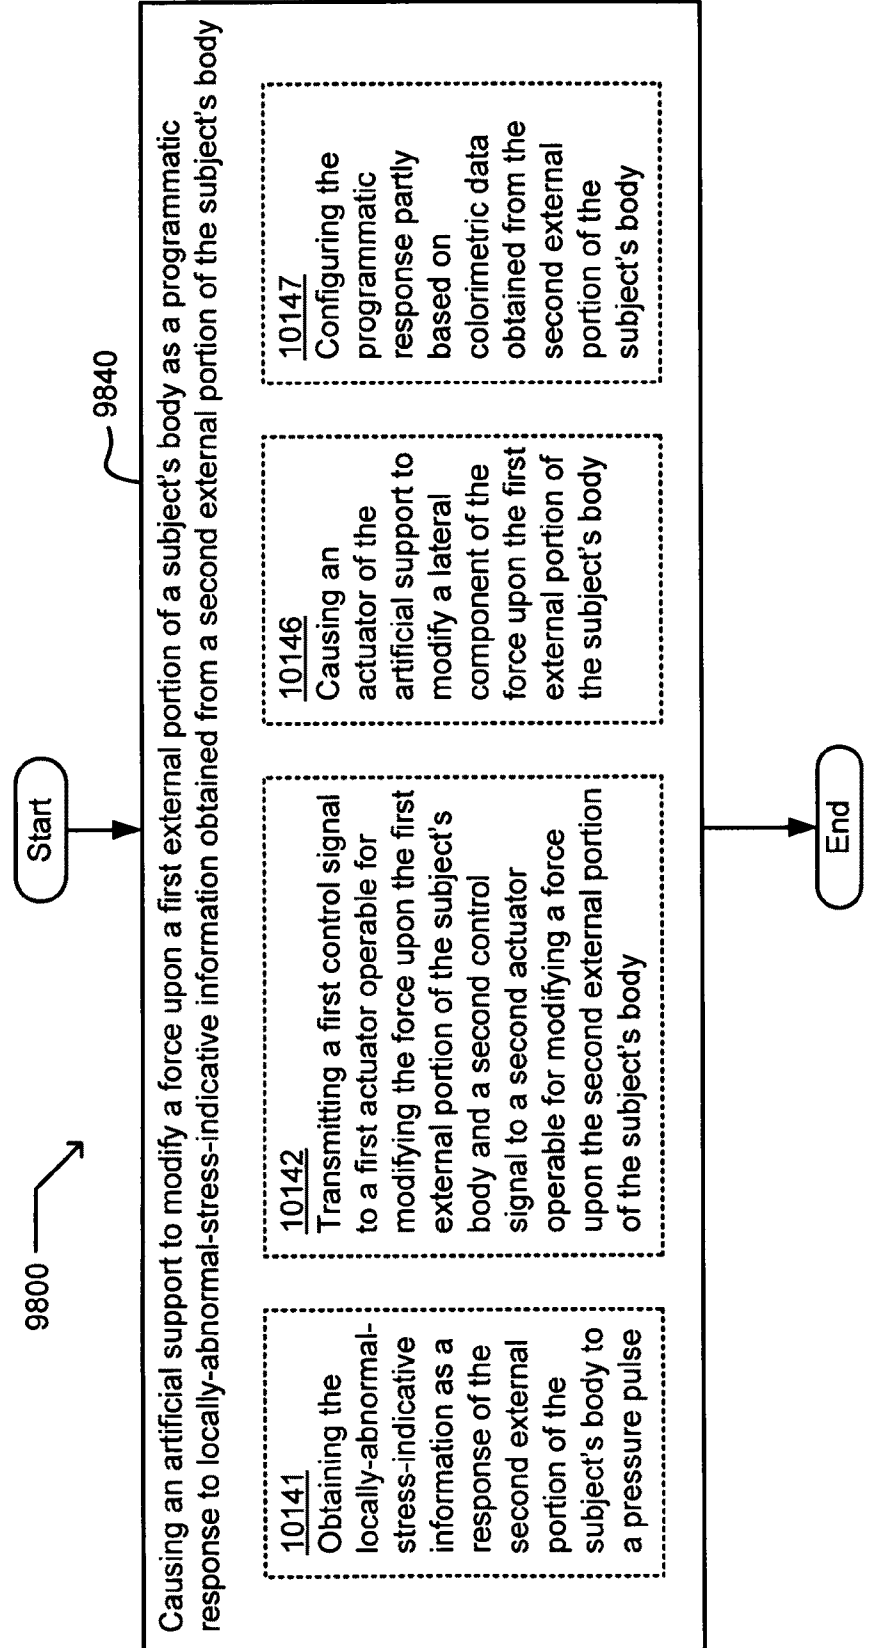 9800
Start
9840
Causing an artificial support to modify a force upon a first external portion of a subject's body as a programmatic
response to locally-abnormal-stress-indicative information obtained from a second external portion of the subject's body
10141
Obtaining the
locally-abnormal-
stress-indicative
information as a
response of the
second external
portion of the
subject's body to
a pressure pulse
10142
Transmitting a first control signal
to a first actuator operable for
modifying the force upon the first
external portion of the subject's
body and a second control
signal to a second actuator
operable for modifying a force
upon the second external portion
of the subject's body
10146
Causing an
actuator of the
artificial support to
modify a lateral
component of the
force upon the first
external portion of
the subject's body
10147
Configuring the
programmatic
response partly
based on
colorimetric data
obtained from the
second external
portion of the
subject's body
End